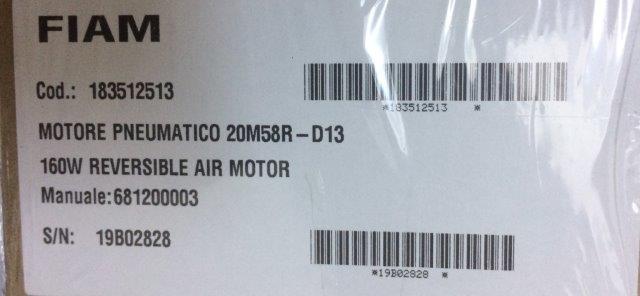 FIAM
Cod.: 183512513
*183512513 *
MOTORE PNEUMATICO 20M58R-D13
160W REVERSIBLE AIR MOTOR
Manuale:681200003
S/N: 19B02828
*19B02828 *